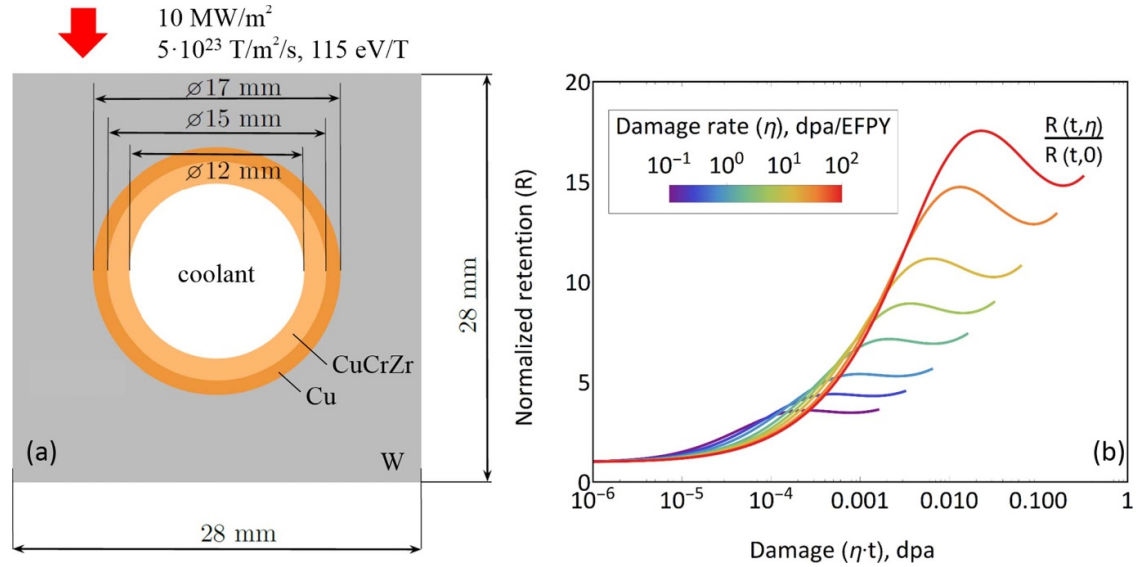 10 MW/m²
5·10²³ T/m²/s, 115 eV/T
⌀17 mm
⌀15 mm
⌀12 mm
coolant
28 mm
CuCrZr
Cu
(a)
W
28 mm
20
15
10
5
0
Normalized retention (R)
Damage rate (η), dpa/EFPY
10⁻¹ 10⁰ 10¹ 10²
R (t,η)
R (t,0)
(b)
10⁻⁶ 10⁻⁵ 10⁻⁴ 0.001 0.010 0.100 1
Damage (η·t), dpa